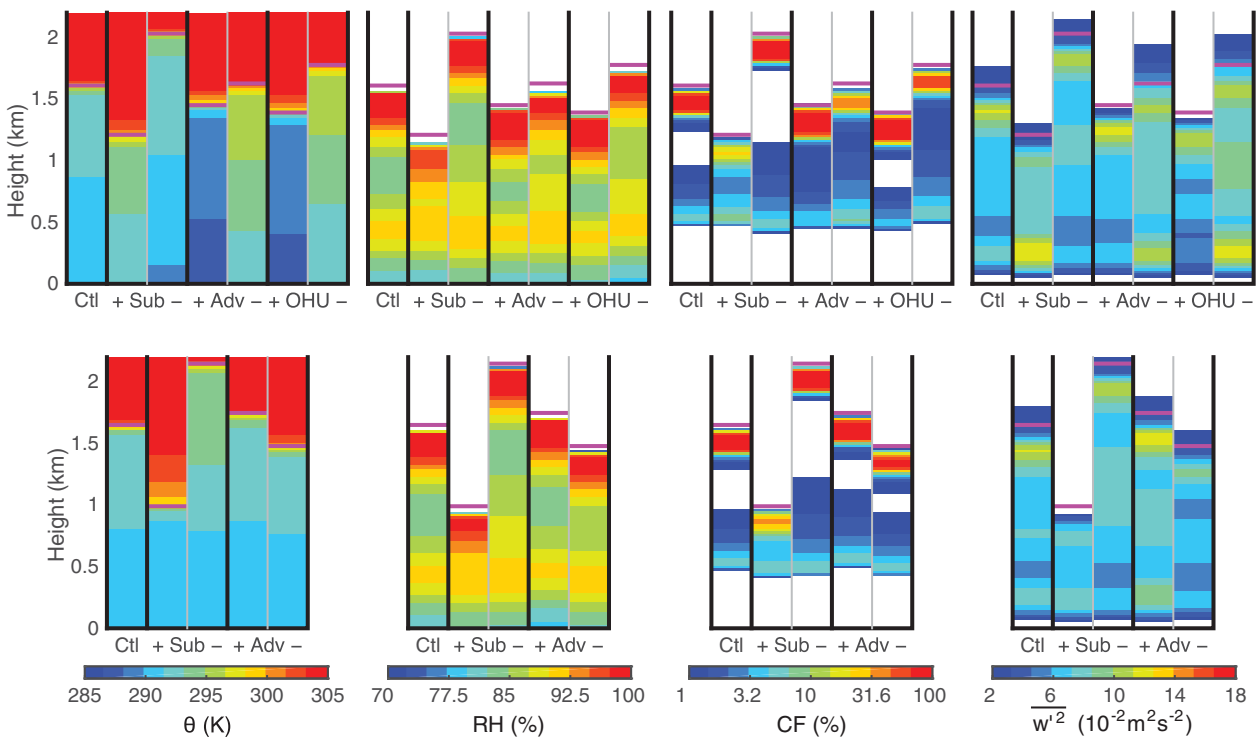 2
1.5
1
0.5
0
Height (km)
Ctl + Sub − + Adv − + OHU −
Ctl + Sub − + Adv − + OHU −
Ctl + Sub − + Adv − + OHU −
Ctl + Sub − + Adv − + OHU −
2
1.5
1
0.5
0
Height (km)
Ctl + Sub − + Adv −
Ctl + Sub − + Adv −
Ctl + Sub − + Adv −
Ctl + Sub − + Adv −
285 290 295 300 305
θ (K)
70 77.5 85 92.5 100
RH (%)
1 3.2 10 31.6 100
CF (%)
2 6 10 14 18
w'² (10⁻²m²s⁻²)